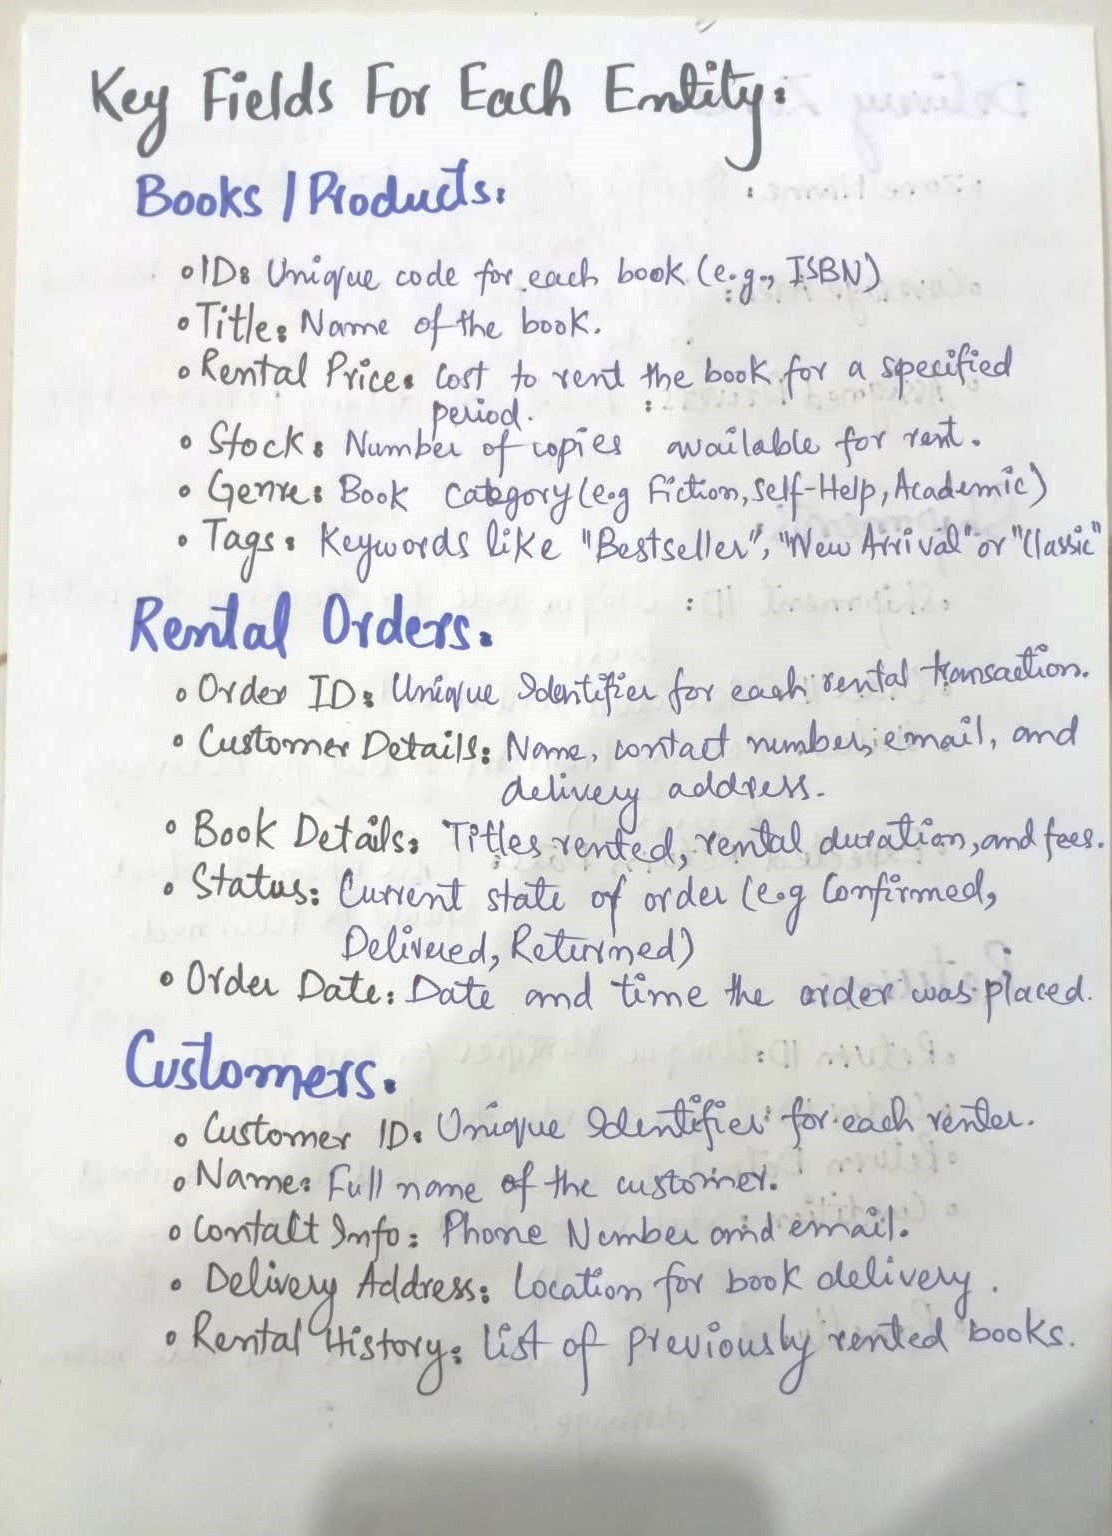 Key Fields For Each Entity:
Books / Products:
• ID: Unique code for each book (e.g., ISBN)
• Title: Name of the book.
• Rental Price: Cost to rent the book for a specified
period.
• Stock: Number of copies available for rent.
• Genre: Book Category (e.g Fiction, Self-Help, Academic)
• Tags: Keywords like "Bestseller", "New Arrival" or "Classic"
Rental Orders:
• Order ID: Unique Identifier for each rental transaction.
• Customer Details: Name, contact number, email, and
delivery address.
• Book Details: Titles rented, rental duration, and fees.
• Status: Current state of order (e.g Confirmed,
Delivered, Returned)
• Order Date: Date and time the order was placed.
Customers:
• Customer ID: Unique Identifier for each renter.
• Name: Full name of the customer.
• Contact Info: Phone Number and email.
• Delivery Address: Location for book delivery.
• Rental History: List of previously rented books.